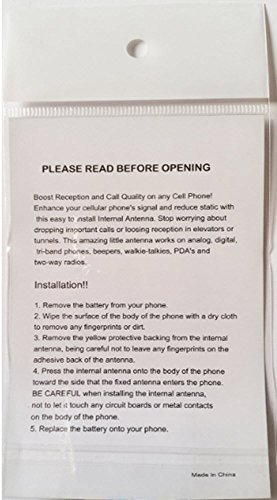 PLEASE READ BEFORE OPENING
Boost Reception and Call Quality on any Cell Phone!
Enhance your cellular phone's signal and reduce static with
this easy to install Internal Antenna. Stop worrying about
dropping important calls or loosing reception in elevators or
tunnels. This amazing little antenna works on analog, digital,
tri-band phones, beepers, walkie-talkies, PDA's and
two-way radios.
Installation!!
1. Remove the battery from your phone.
2. Wipe the surface of the body of the phone with a dry cloth
to remove any fingerprints or dirt.
3. Remove the yellow protective backing from the internal
antenna, being careful not to leave any fingerprints on the
adhesive back of the antenna.
4. Press the internal antenna onto the body of the phone
toward the side that the fixed antenna enters the phone.
BE CAREFUL when installing the internal antenna,
not to let it touch any circuit boards or metal contacts
on the body of the phone.
5. Replace the battery onto your phone.
Made In China